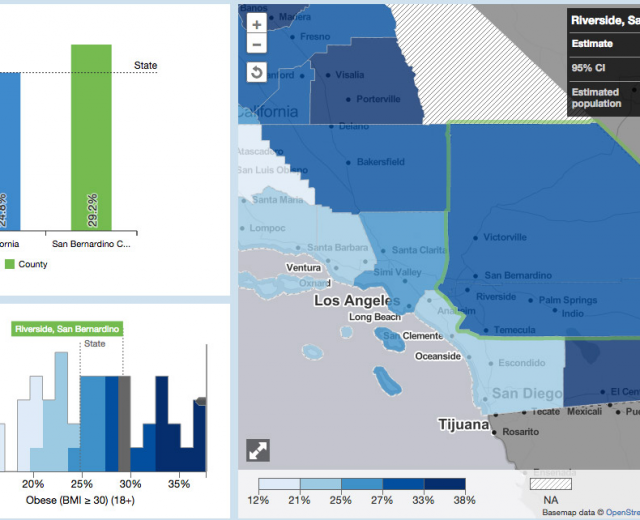 State
24.8%
29.2%
ornia
San Bernardino C...
County
Riverside, San Bernardino
State
20%
25%
30%
35%
Obese (BMI ≥ 30) (18+)
+
−
Madera
Fresno
anford
Visalia
Porterville
California
Delano
Atascadero
Bakersfield
San Luis Obispo
Santa Maria
Lompoc
Santa Barbara
Santa Clarita
Ventura
Simi Valley
Oxnard
Los Angeles
Anaheim
Long Beach
San Clemente
Oceanside
Victorville
San Bernardino
Riverside
Palm Springs
Indio
Temecula
Escondido
San Diego
El Cen
Tijuana
Tecate
Mexicali
Rosarito
Ensenada
Riverside, Sa
Estimate
95% CI
Estimated
population
12%
21%
25%
27%
33%
38%
NA
Basemap data © OpenStre